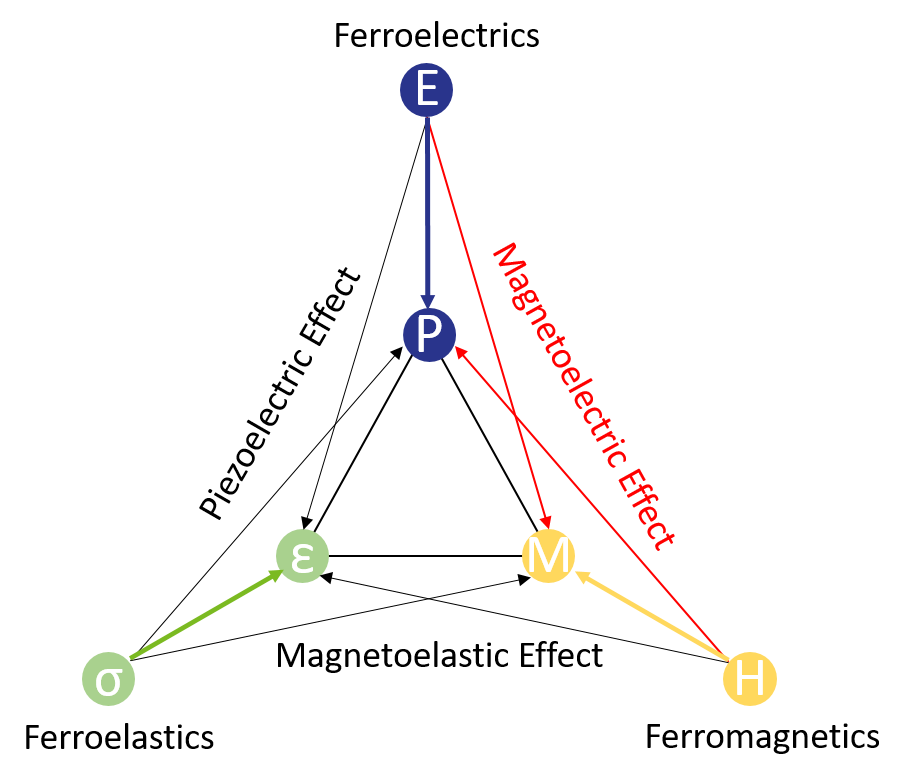 Ferroelectrics
E
Piezoelectric Effect
Magnetoelectric Effect
P
ε
M
Magnetoelastic Effect
σ
H
Ferroelastics
Ferromagnetics